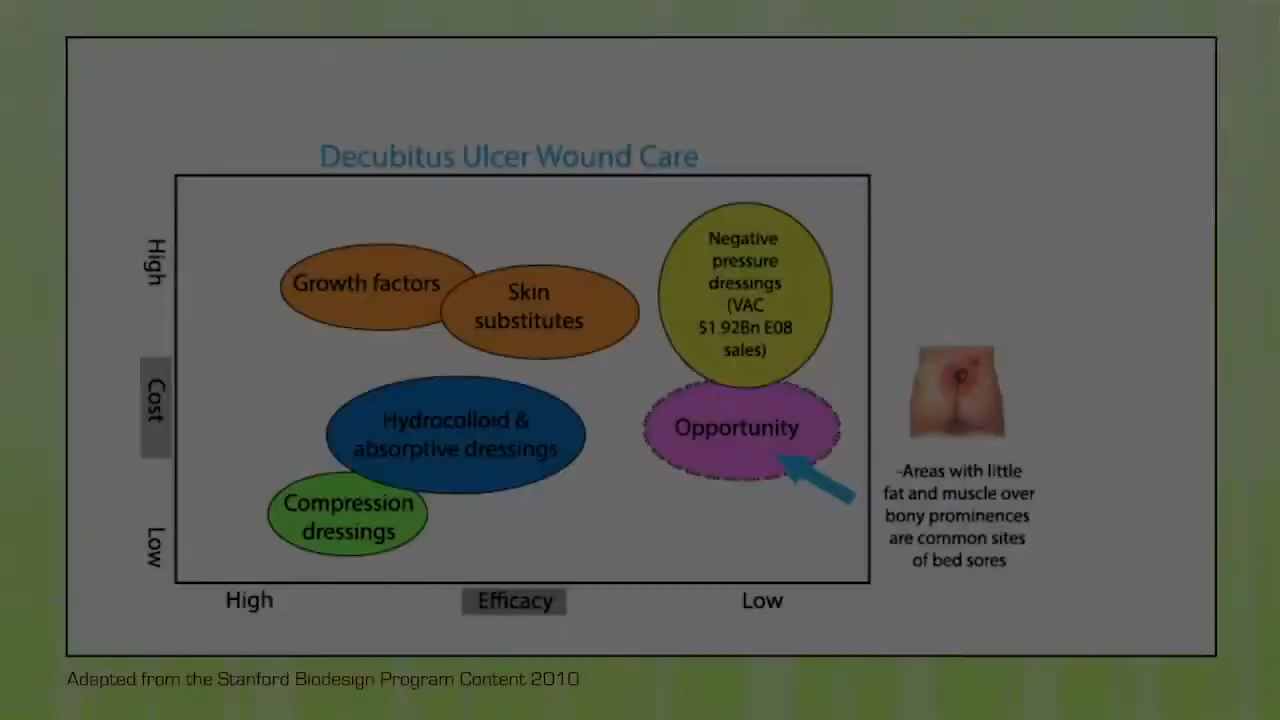 Decubitus Ulcer Wound Care
High
Cost
Low
Growth factors
Skin
substitutes
Negative
pressure
dressings
(VAC
$1.92Bn E08
sales)
Hydrocolloid &
absorptive dressings
Opportunity
Compression
dressings
High
Efficacy
Low
-Areas with little
fat and muscle over
bony prominences
are common sites
of bed sores
Adapted from the Stanford Biodesign Program Content 2010